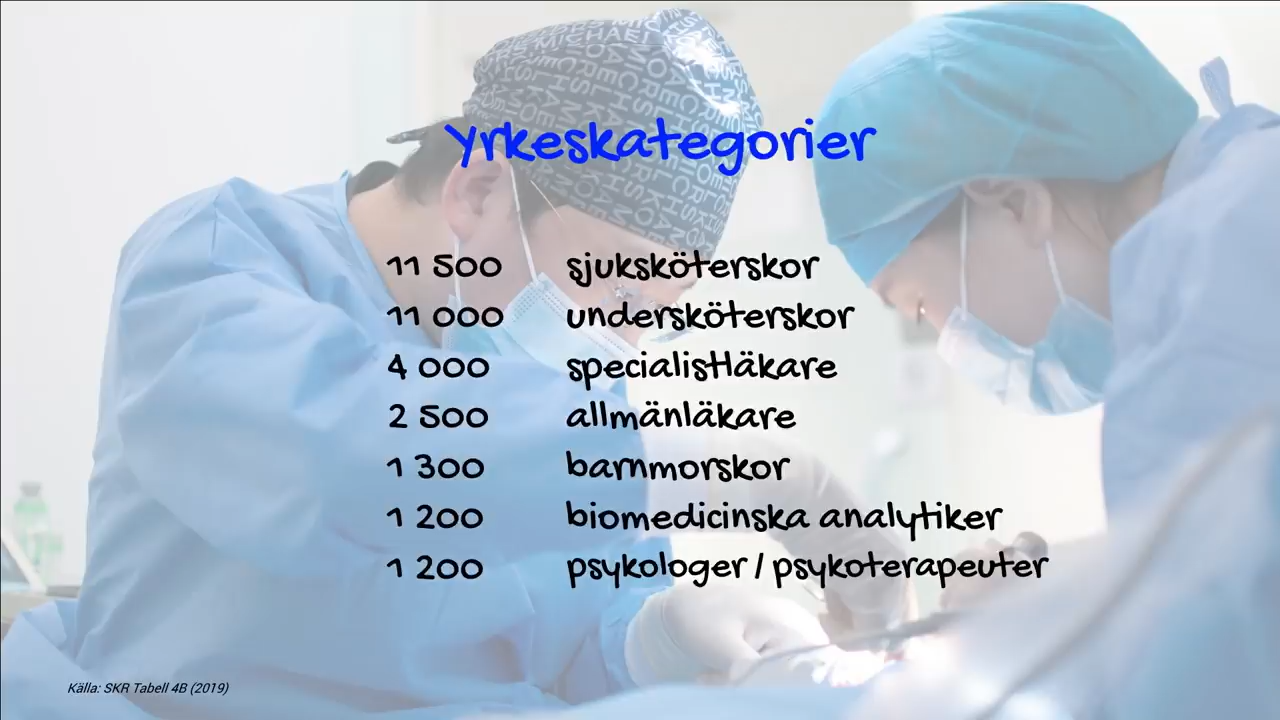 Yrkeskategorier
11 500 sjuksköterskor
11 000 undersköterskor
4 000 specialistläkare
2 500 allmänläkare
1 300 barnmorskor
1 200 biomedicinska analytiker
1 200 psykologer / psykoterapeuter
Källa: SKR Tabell 4B (2019)